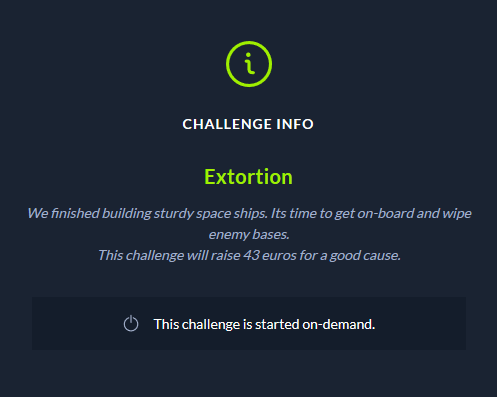 CHALLENGE INFO
Extortion
We finished building sturdy space ships. Its time to get on-board and wipe
enemy bases.
This challenge will raise 43 euros for a good cause.
This challenge is started on-demand.